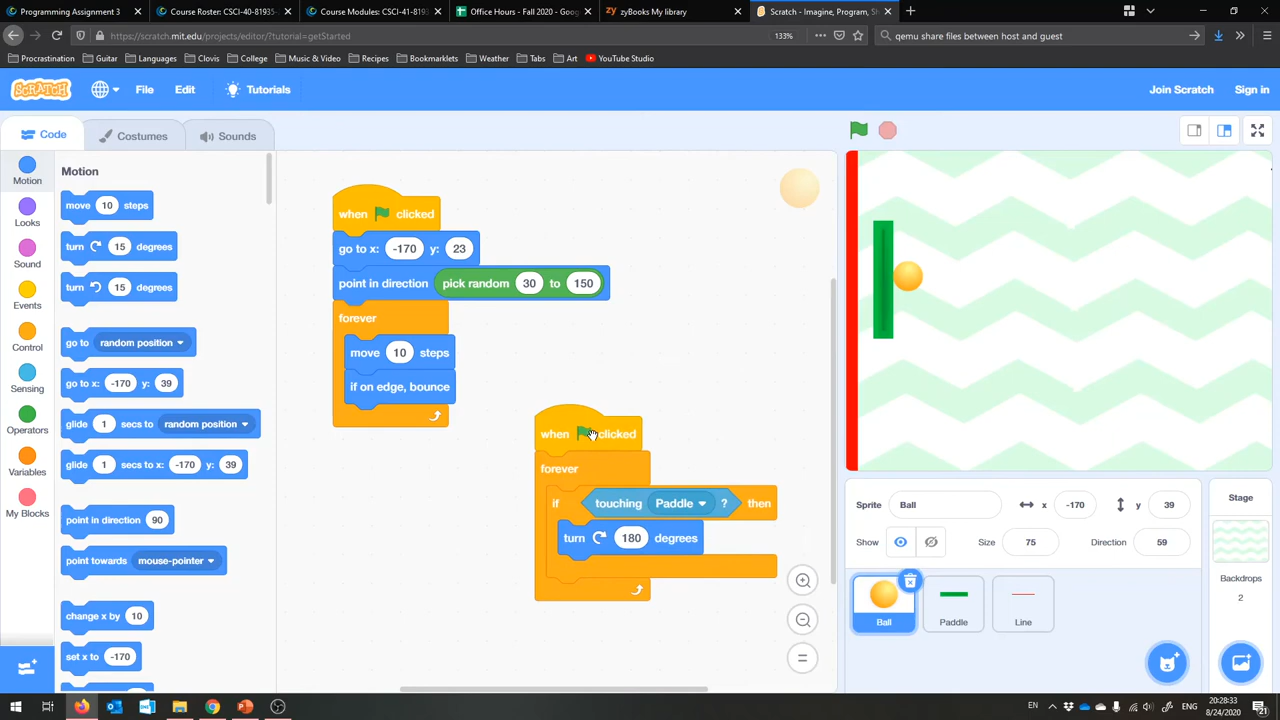 Programming Assignment 3
Course Roster: CSCI-40-81935-
Course Modules: CSCI-41-81935-
Office Hours - Fall 2020 - Goog
zyBooks My library
Scratch - Imagine, Program, Sh
https://scratch.mit.edu/projects/editor/?tutorial=getStarted
133%
qemu share files between host and guest
Procrastination
Guitar
Languages
Clovis
College
Music & Video
Recipes
Bookmarklets
Weather
Tabs
Art
YouTube Studio
SCRATCH
File
Edit
Tutorials
Join Scratch
Sign in
Code
Costumes
Sounds
Motion
Looks
Sound
Events
Control
Sensing
Operators
Variables
My Blocks
Motion
move 10 steps
turn 15 degrees
turn 15 degrees
go to random position
go to x: -170 y: 39
glide 1 secs to random position
glide 1 secs to x: -170 y: 39
point in direction 90
point towards mouse-pointer
change x by 10
set x to -170
when clicked
go to x: -170 y: 23
point in direction pick random 30 to 150
forever
move 10 steps
if on edge, bounce
when clicked
forever
if touching Paddle ? then
turn 180 degrees
Sprite Ball x -170 y 39
Show Size 75 Direction 59
Ball
Paddle
Line
Stage
Backdrops
2
EN
ENG
20:28:33
8/24/2020
21